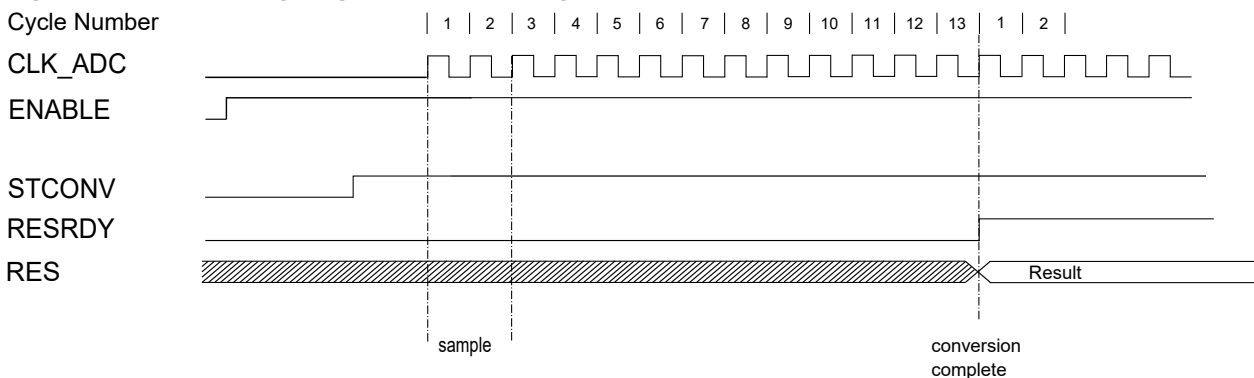 Cycle Number 1 2 3 4 5 6 7 8 9 10 11 12 13 1 2
CLK_ADC
ENABLE
STCONV
RESRDY
RES
Result
sample
conversion
complete